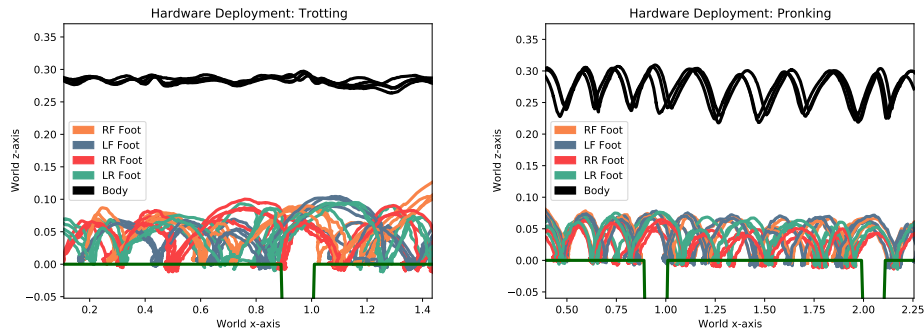 Hardware Deployment: Trotting
0.35
0.30
0.25
0.20
0.15
0.10
0.05
0.00
−0.05
World z-axis
RF Foot
LF Foot
RR Foot
LR Foot
Body
0.2
0.4
0.6
0.8
1.0
1.2
1.4
World x-axis
Hardware Deployment: Pronking
0.35
0.30
0.25
0.20
0.15
0.10
0.05
0.00
−0.05
World z-axis
RF Foot
LF Foot
RR Foot
LR Foot
Body
0.50
0.75
1.00
1.25
1.50
1.75
2.00
2.25
World x-axis